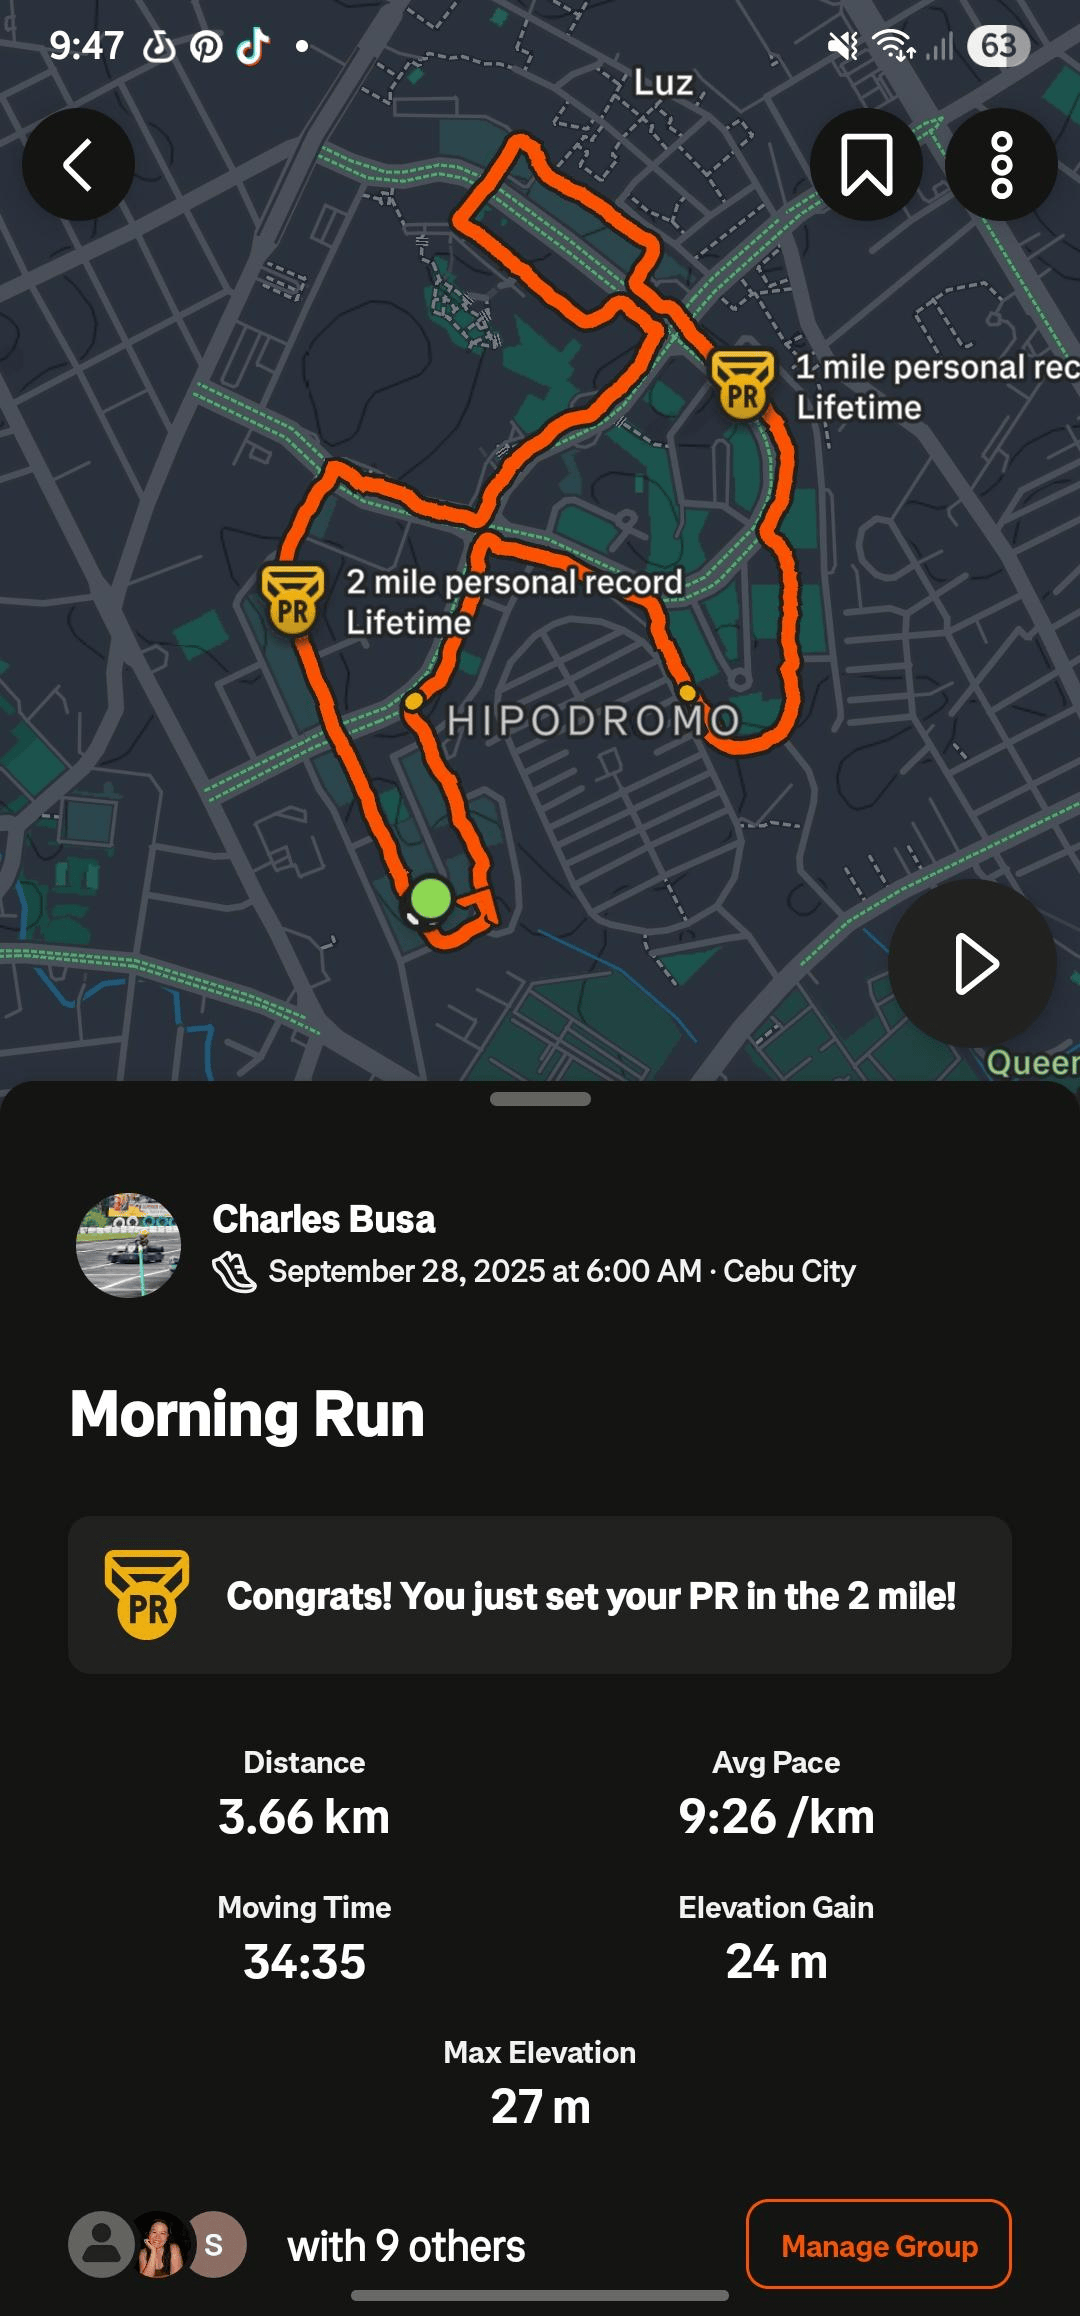 9:47
63
Luz
1 mile personal rec
Lifetime
PR
2 mile personal record
Lifetime
PR
HIPODROMO
Queer
Charles Busa
September 28, 2025 at 6:00 AM · Cebu City
Morning Run
PR
Congrats! You just set your PR in the 2 mile!
Distance
3.66 km
Avg Pace
9:26 /km
Moving Time
34:35
Elevation Gain
24 m
Max Elevation
27 m
S
with 9 others
Manage Group